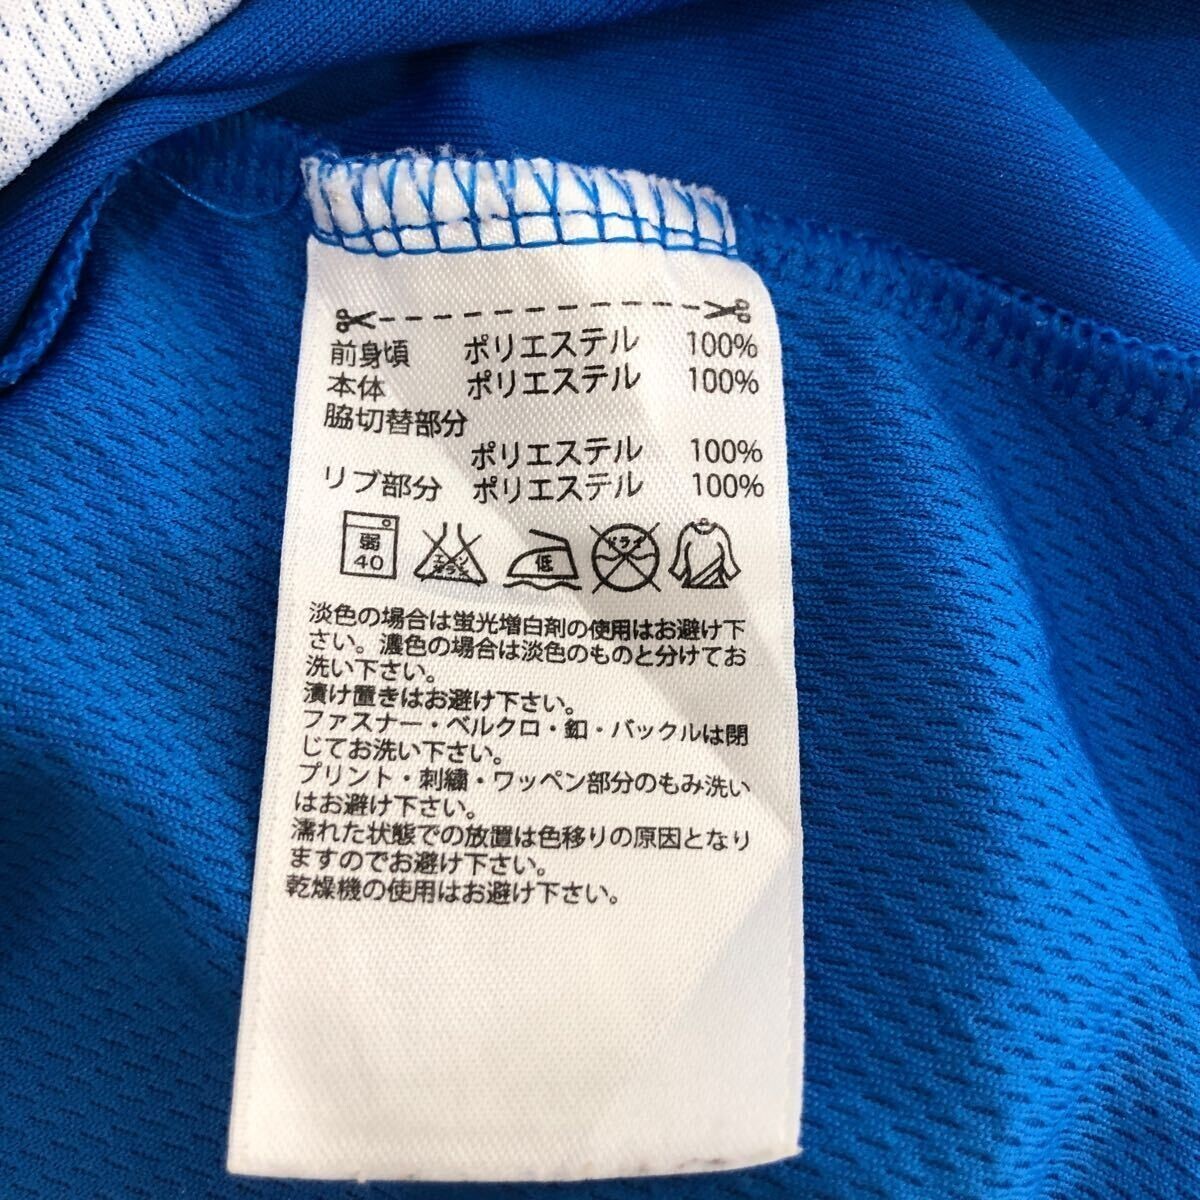 前身頃 ポリエステル 100%
本体 ポリエステル 100%
脇切替部分
ポリエステル 100%
リブ部分 ポリエステル 100%
弱 エンソ ドライ
40 サラシ 低
淡色の場合は蛍光増白剤の使用はお避け下
さい。濃色の場合は淡色のものと分けてお
洗い下さい。
漬け置きはお避け下さい。
ファスナー・ベルクロ・釦・バックルは閉
じてお洗い下さい。
プリント・刺繍・ワッペン部分のもみ洗い
はお避け下さい。
濡れた状態での放置は色移りの原因となり
ますのでお避け下さい。
乾燥機の使用はお避け下さい。